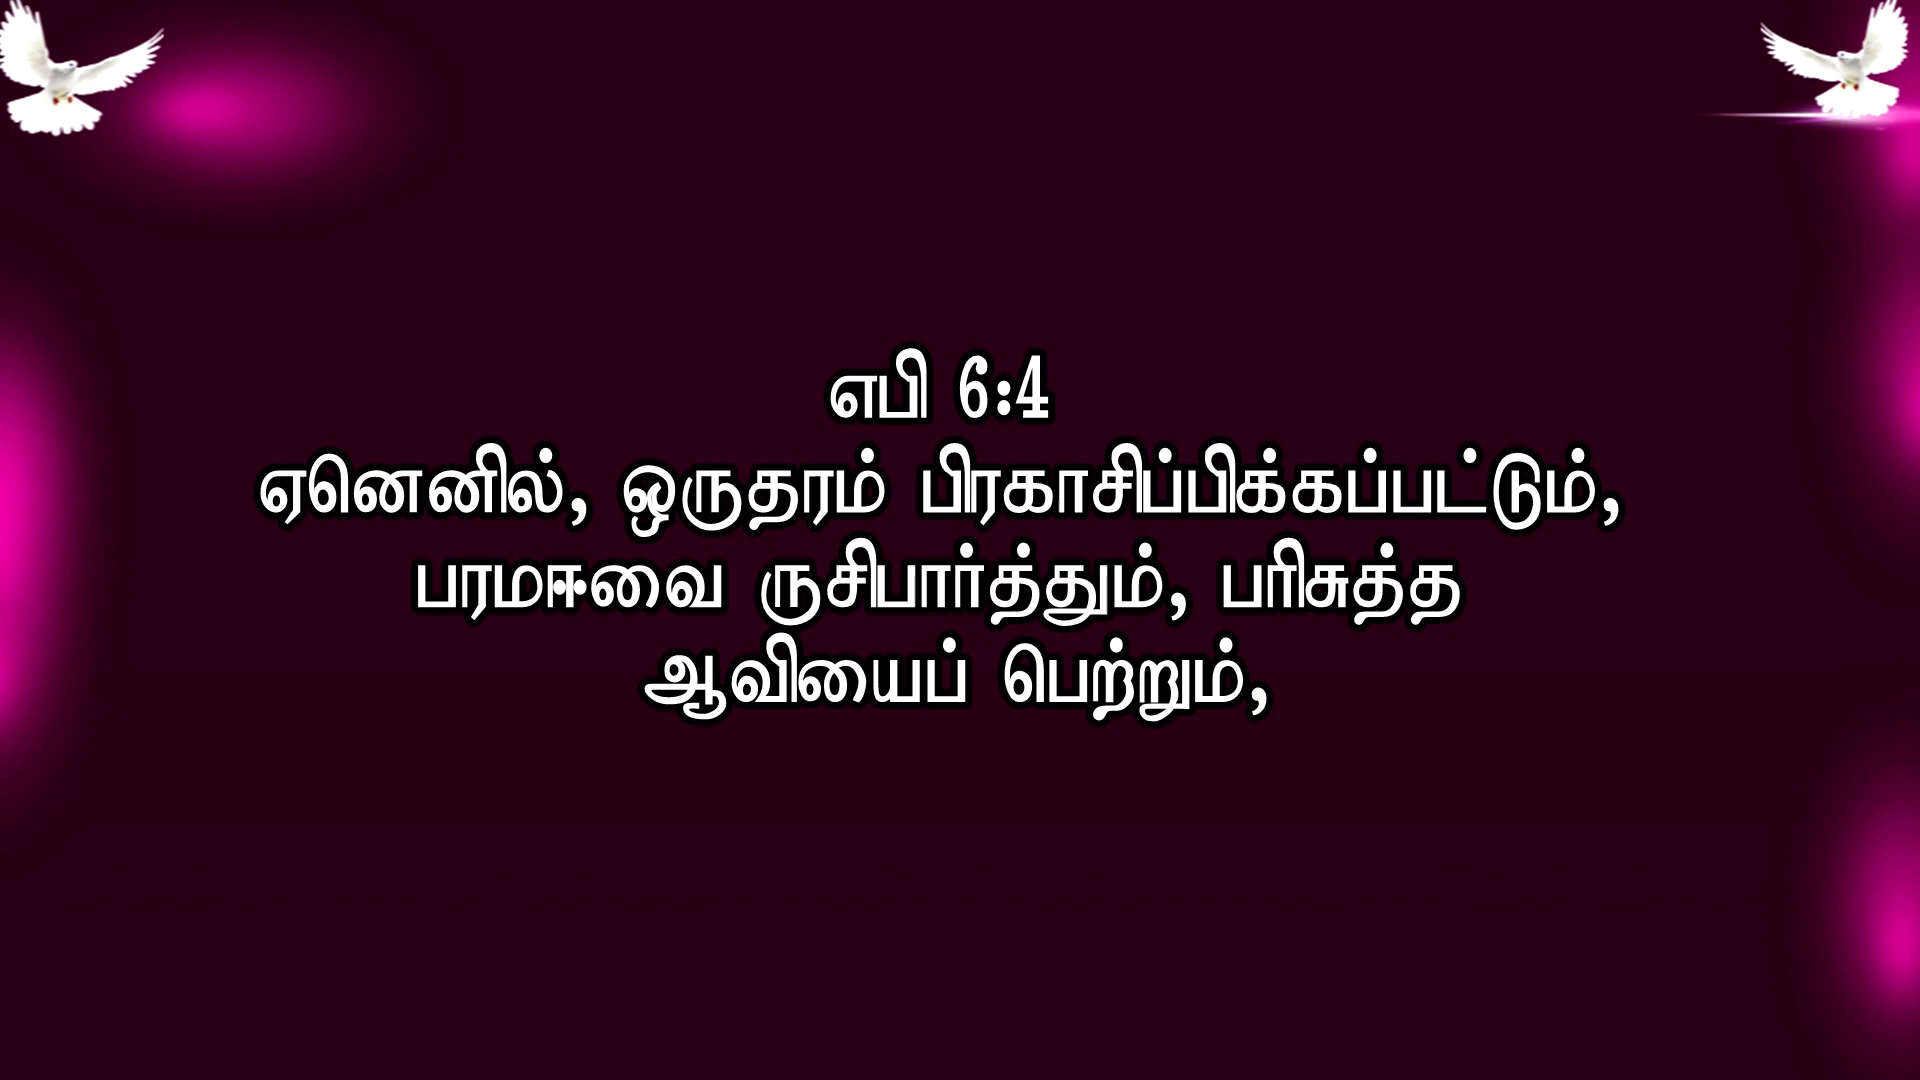 எபி 6:4
ஏனெனில், ஒருதரம் பிரகாசிப்பிக்கப்பட்டும்,
பரமஈவை ருசிபார்த்தும், பரிசுத்த
ஆவியைப் பெற்றும்,